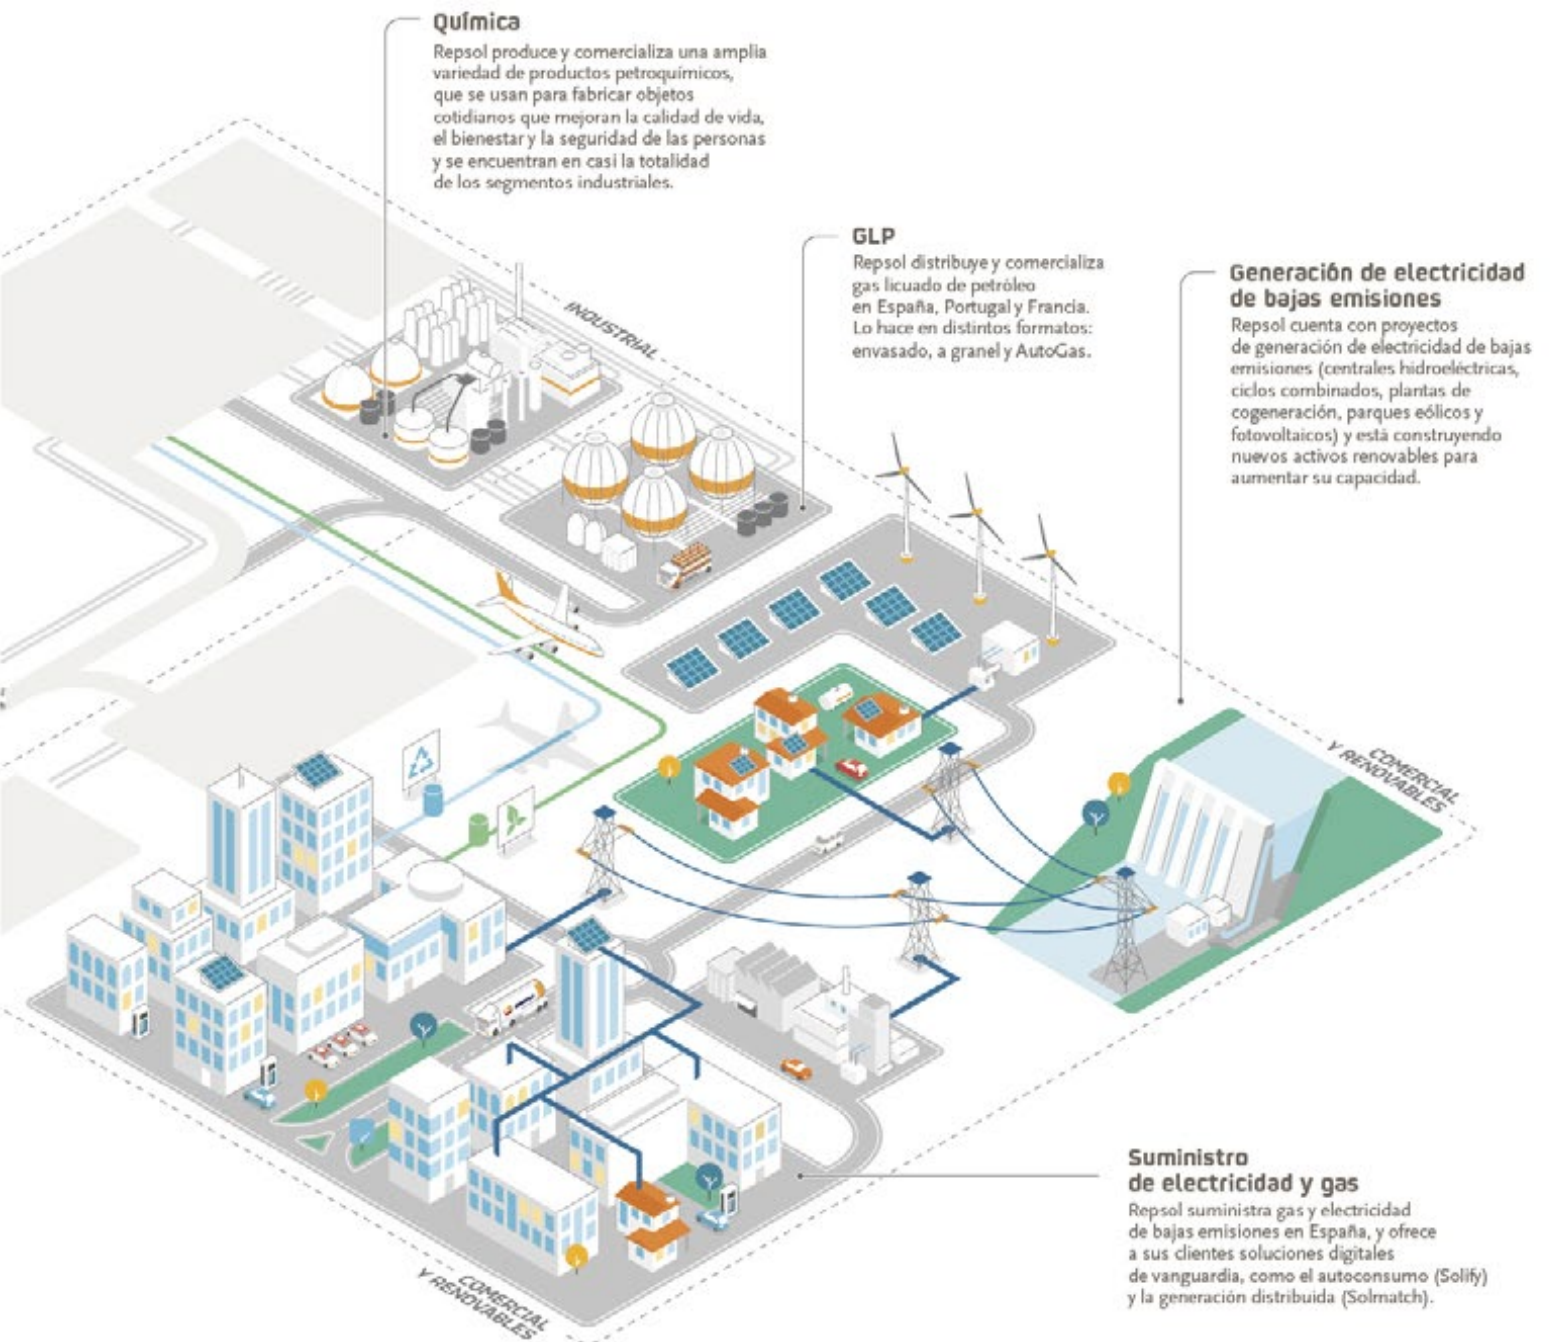 Química
Repsol produce y comercializa una amplia
variedad de productos petroquímicos,
que se usan para fabricar objetos
cotidianos que mejoran la calidad de vida,
el bienestar y la seguridad de las personas
y se encuentran en casi la totalidad
de los segmentos industriales.
GLP
Repsol distribuye y comercializa
gas licuado de petróleo
en España, Portugal y Francia.
Lo hace en distintos formatos:
envasado, a granel y AutoGas.
Generación de electricidad
de bajas emisiones
Repsol cuenta con proyectos
de generación de electricidad de bajas
emisiones (centrales hidroeléctricas,
ciclos combinados, plantas de
cogeneración, parques eólicos y
fotovoltaicos) y está construyendo
nuevos activos renovables para
aumentar su capacidad.
INDUSTRIAL
COMERCIAL
Y RENOVABLES
Suministro
de electricidad y gas
Repsol suministra gas y electricidad
de bajas emisiones en España, y ofrece
a sus clientes soluciones digitales
de vanguardia, como el autoconsumo (Solify)
y la generación distribuida (Solmatch).
COMERCIAL
Y RENOVABLES